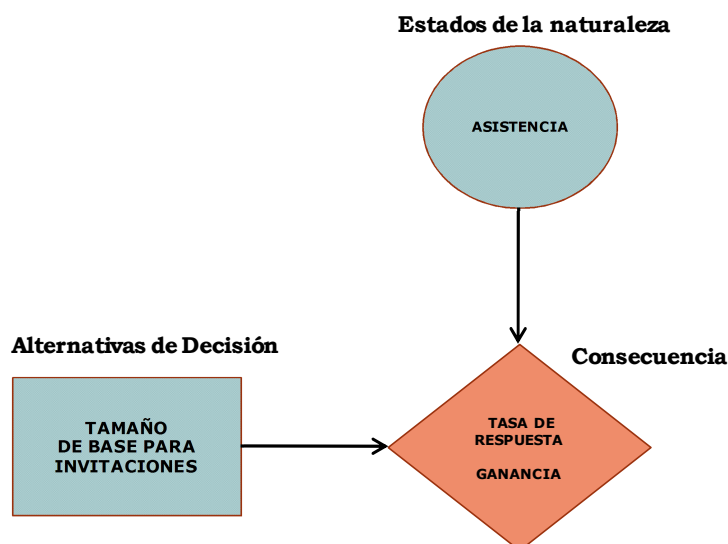 Estados de la naturaleza
ASISTENCIA
Alternativas de Decisión
Consecuencia
TAMAÑO
DE BASE PARA
INVITACIONES
TASA DE
RESPUESTA
GANANCIA